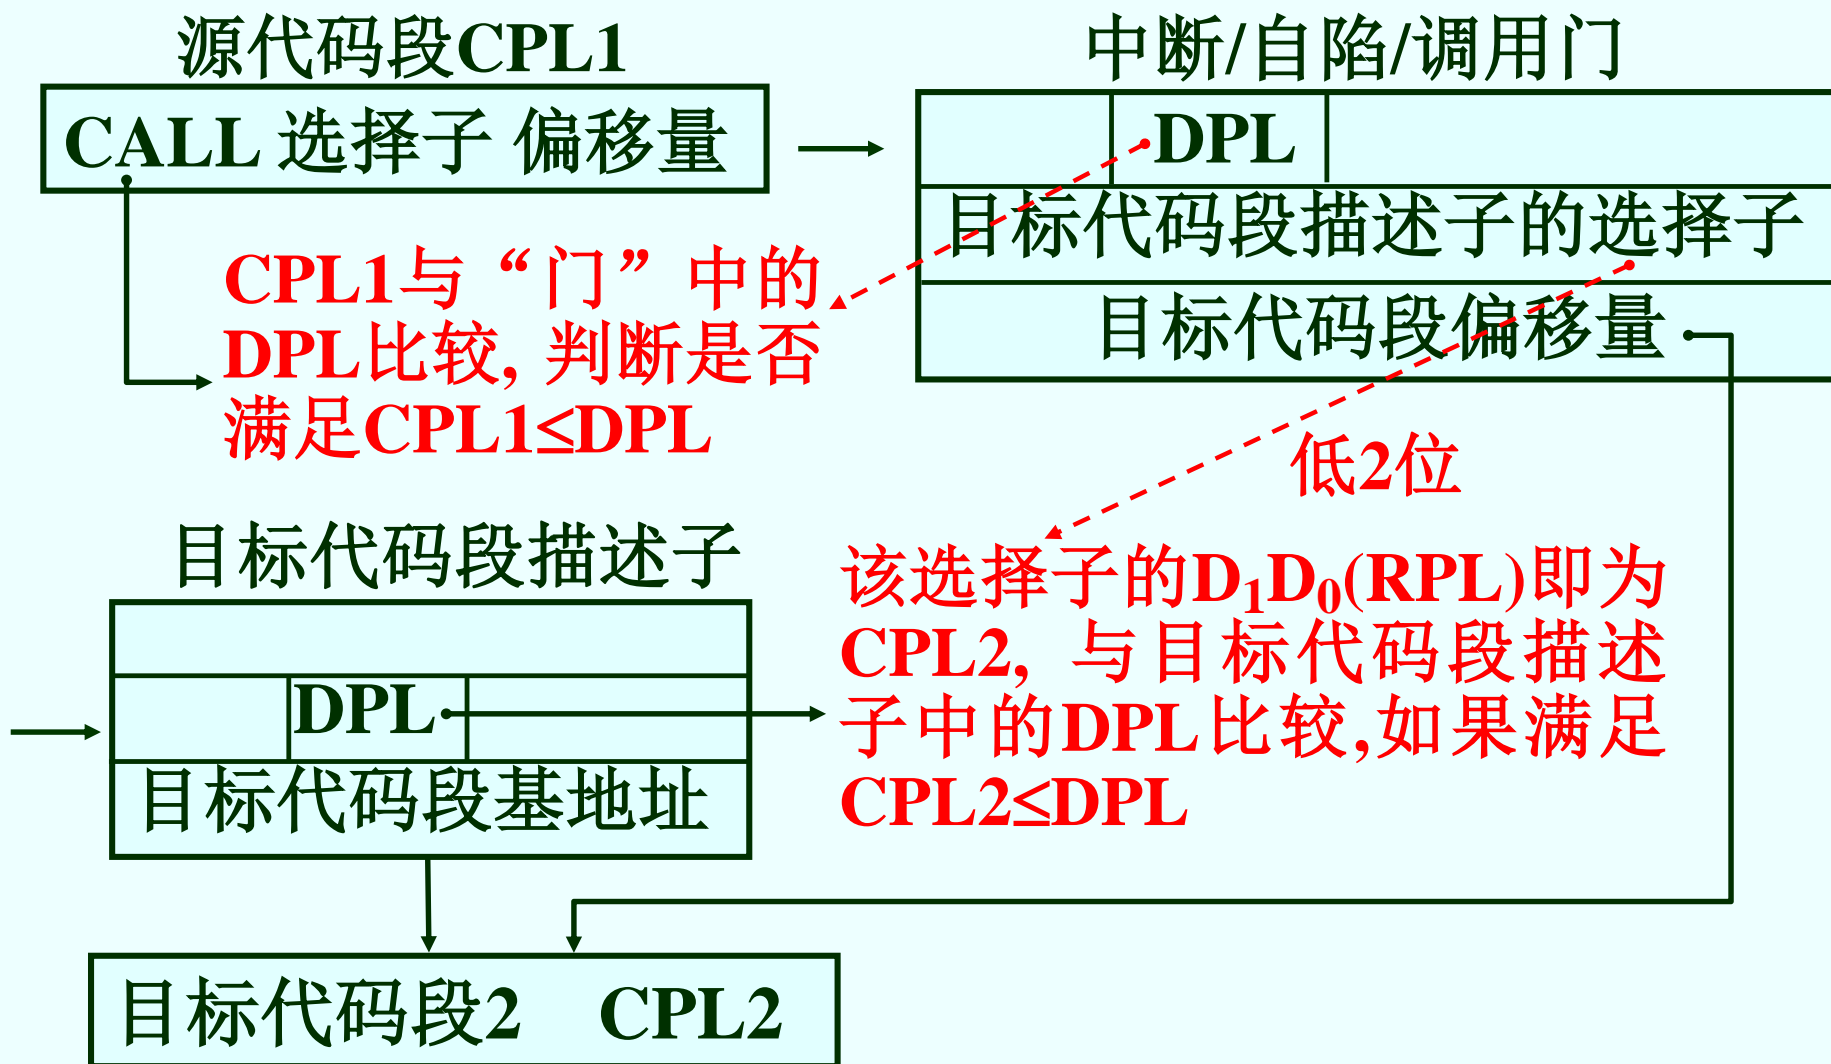 源代码段CPL1
中断/自陷/调用门
CALL 选择子 偏移量
DPL
目标代码段描述子的选择子
目标代码段偏移量
CPL1与“门”中的
DPL比较, 判断是否
满足CPL1≤DPL
低2位
目标代码段描述子
DPL
目标代码段基地址
该选择子的D₁D₀(RPL)即为
CPL2, 与目标代码段描述
子中的DPL比较,如果满足
CPL2≤DPL
目标代码段2 CPL2